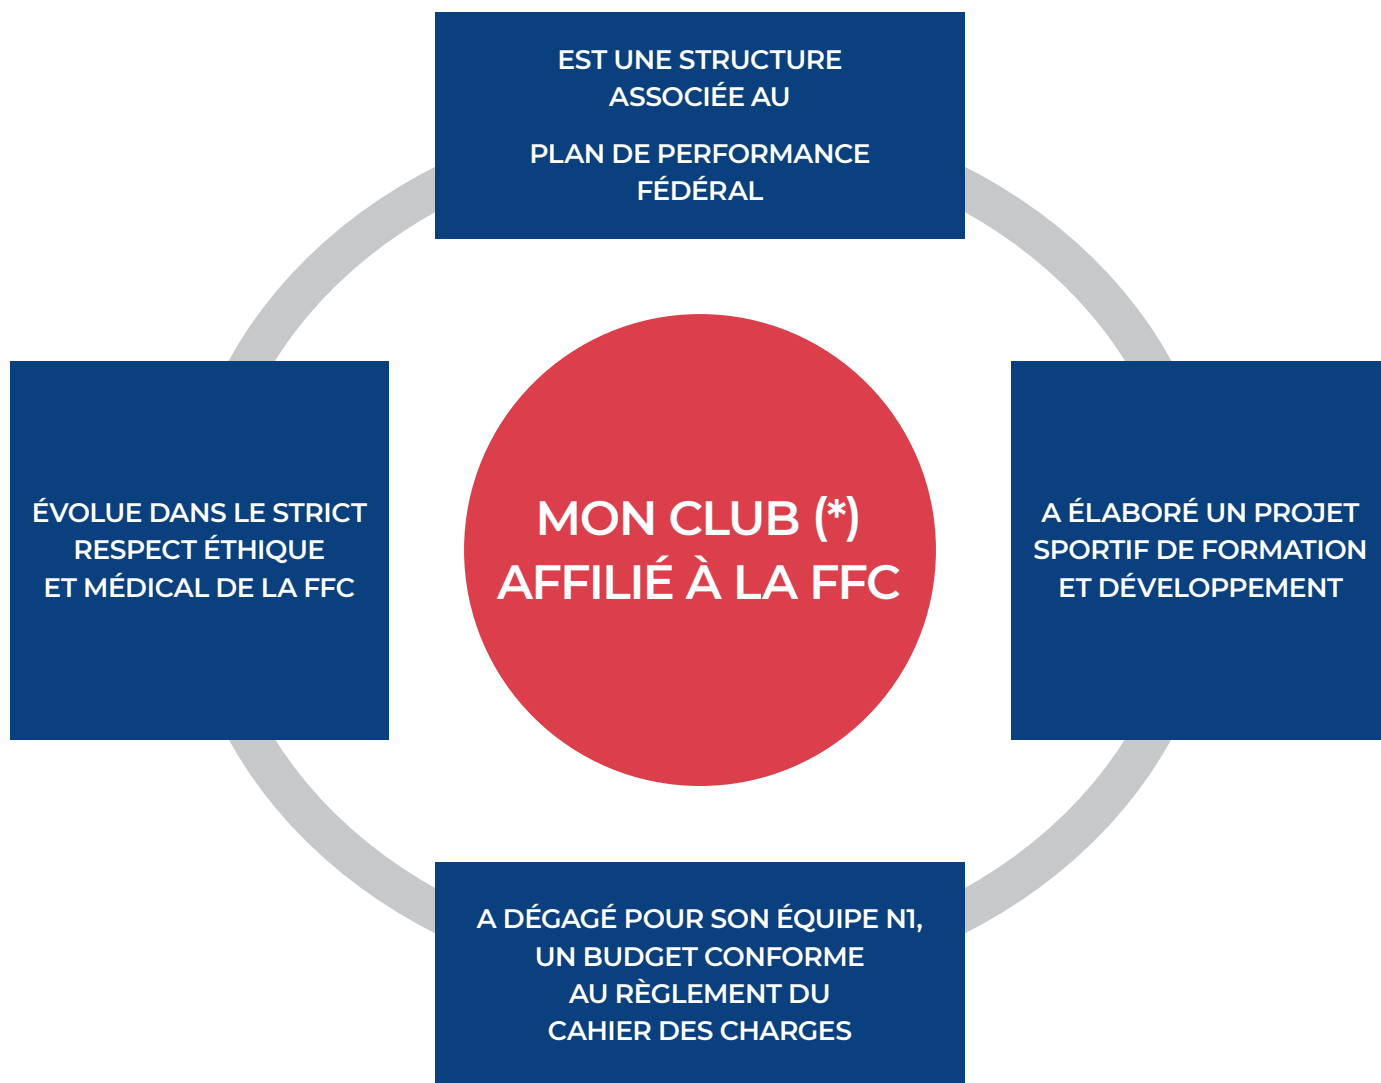 EST UNE STRUCTURE
ASSOCIÉE AU
PLAN DE PERFORMANCE
FÉDÉRAL
ÉVOLUE DANS LE STRICT
RESPECT ÉTHIQUE
ET MÉDICAL DE LA FFC
MON CLUB (*)
AFFILIÉ À LA FFC
A ÉLABORÉ UN PROJET
SPORTIF DE FORMATION
ET DÉVELOPPEMENT
A DÉGAGÉ POUR SON ÉQUIPE N1,
UN BUDGET CONFORME
AU RÈGLEMENT DU
CAHIER DES CHARGES